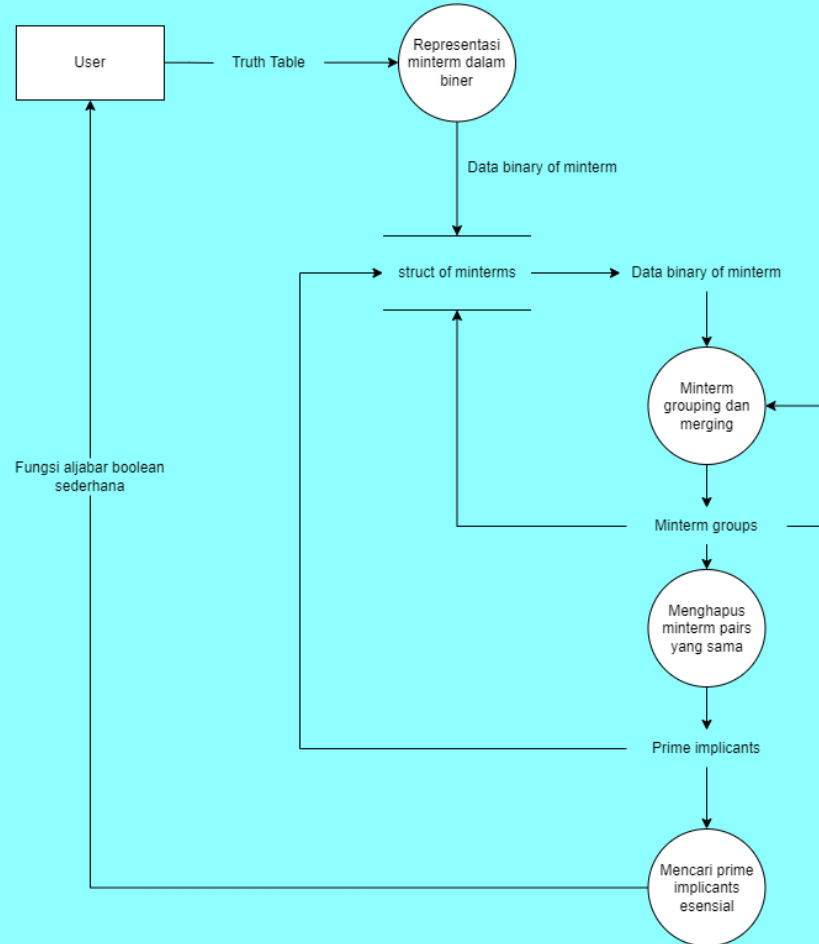 User
Truth Table
Representasi
minterm dalam
biner
Data binary of minterm
struct of minterms
Data binary of minterm
Minterm
grouping dan
merging
Fungsi aljabar boolean
sederhana
Minterm groups
Menghapus
minterm pairs
yang sama
Prime implicants
Mencari prime
implicants
esensial